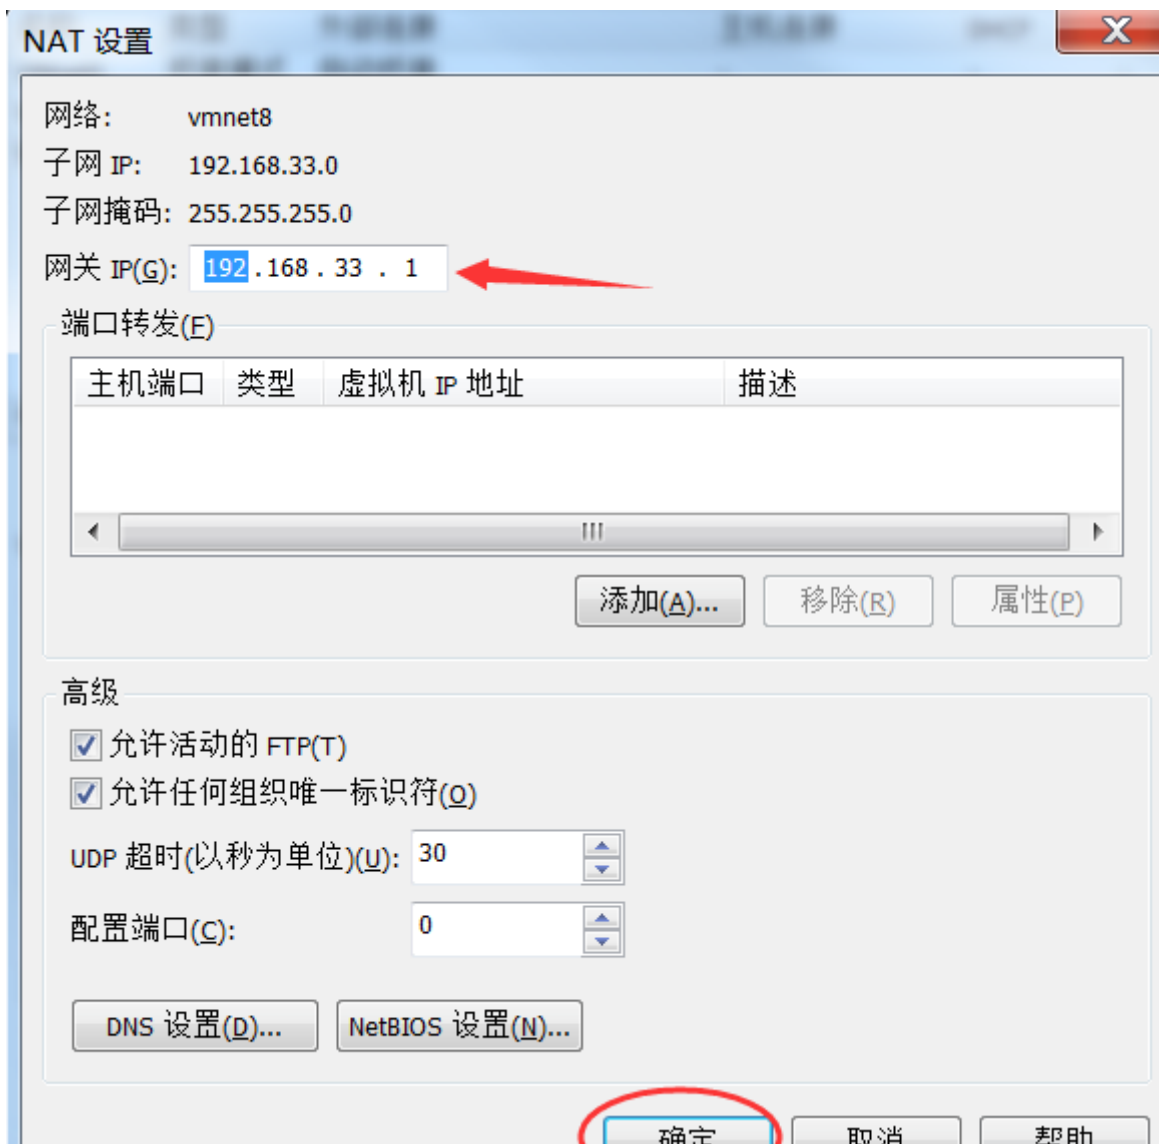 NAT 设置
网络: vmnet8
子网 IP: 192.168.33.0
子网掩码: 255.255.255.0
网关 IP(G): 192 .168 . 33 . 1
端口转发(F)
主机端口 类型 虚拟机 IP 地址 描述
添加(A)... 移除(R) 属性(P)
高级
允许活动的 FTP(T)
允许任何组织唯一标识符(O)
UDP 超时(以秒为单位)(U): 30
配置端口(C): 0
DNS 设置(D)... NetBIOS 设置(N)...
确定 取消 帮助